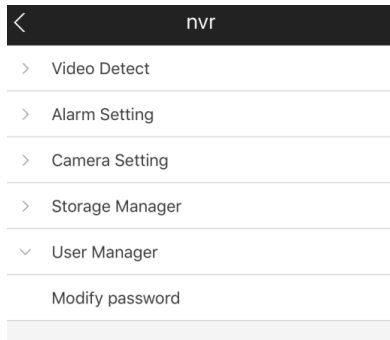 nvr
Video Detect
Alarm Setting
Camera Setting
Storage Manager
User Manager
Modify password